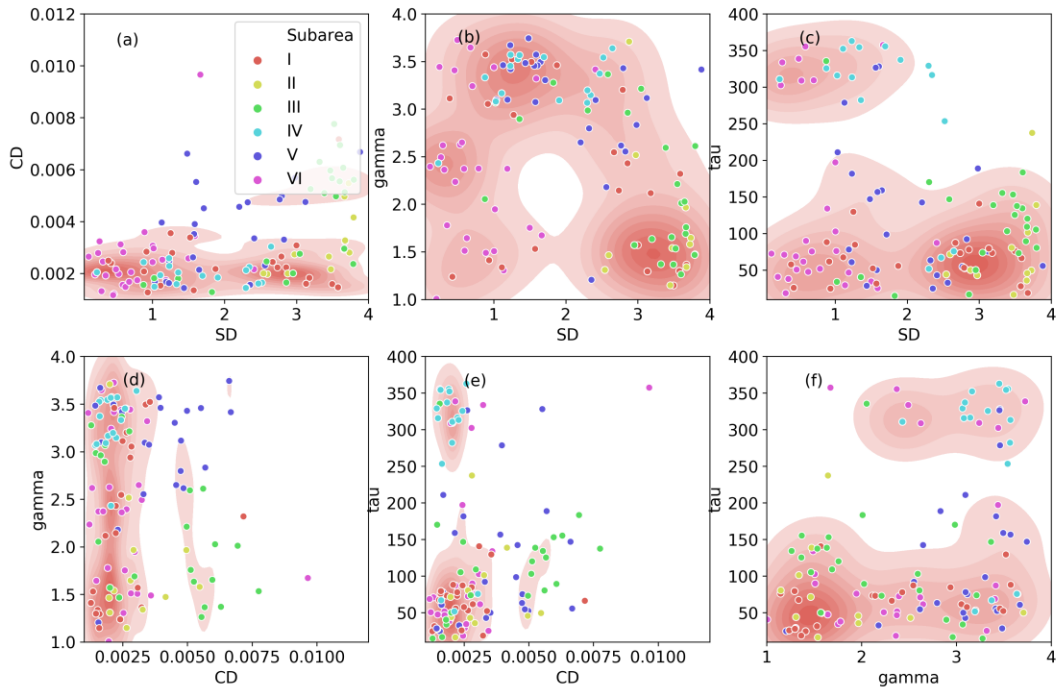 (a)
Subarea
I
II
III
IV
V
VI
0.012
0.010
0.008
0.006
0.004
0.002
CD
1
2
3
4
SD
(b)
4.0
3.5
3.0
2.5
2.0
1.5
1.0
gamma
0
1
2
3
4
SD
(c)
400
350
300
250
200
150
100
50
tau
1
2
3
4
SD
(d)
4.0
3.5
3.0
2.5
2.0
1.5
1.0
gamma
0.0025
0.0050
0.0075
0.0100
CD
(e)
400
350
300
250
200
150
100
50
tau
0.0025
0.0050
0.0075
0.0100
CD
(f)
400
350
300
250
200
150
100
50
tau
1
2
3
4
gamma